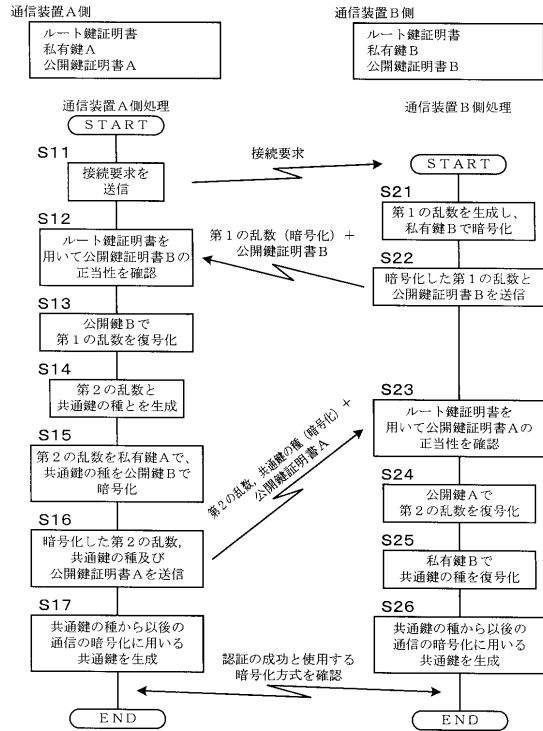 通信装置A側
ルート鍵証明書
私有鍵A
公開鍵証明書A
通信装置B側
ルート鍵証明書
私有鍵B
公開鍵証明書B
通信装置A側処理
START
通信装置B側処理
START
S11
接続要求を
送信
接続要求
S21
第1の乱数を生成し、
私有鍵Bで暗号化
S12
ルート鍵証明書を
用いて公開鍵証明書Bの
正当性を確認
第1の乱数（暗号化）＋
公開鍵証明書B
S22
暗号化した第1の乱数と
公開鍵証明書Bを送信
S13
公開鍵Bで
第1の乱数を復号化
S14
第2の乱数と
共通鍵の種とを生成
S15
第2の乱数を私有鍵Aで、
共通鍵の種を公開鍵Bで
暗号化
S16
暗号化した第2の乱数，
共通鍵の種及び
公開鍵証明書Aを送信
第2の乱数，共通鍵の種（暗号化）＋
公開鍵証明書A
S23
ルート鍵証明書を
用いて公開鍵証明書Aの
正当性を確認
S24
公開鍵Aで
第2の乱数を復号化
S25
私有鍵Bで
共通鍵の種を復号化
S17
共通鍵の種から以後の
通信の暗号化に用いる
共通鍵を生成
S26
共通鍵の種から以後の
通信の暗号化に用いる
共通鍵を生成
認証の成功と使用する
暗号化方式を確認
END
END